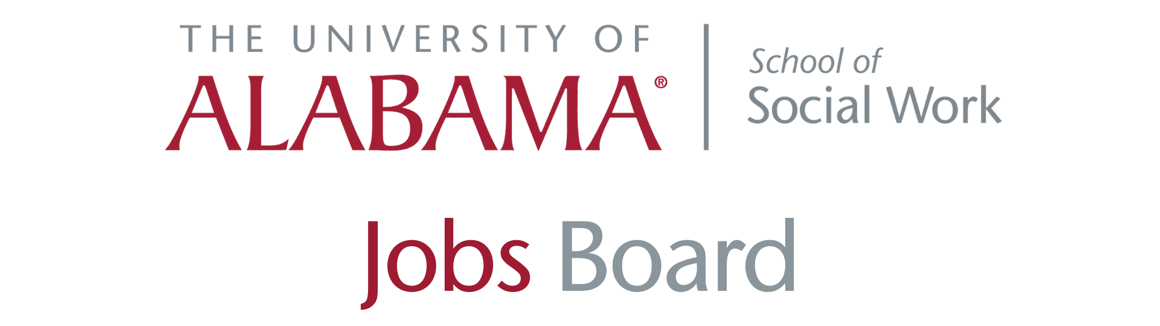 THE UNIVERSITY OF
ALABAMA®
School of
Social Work
Jobs Board